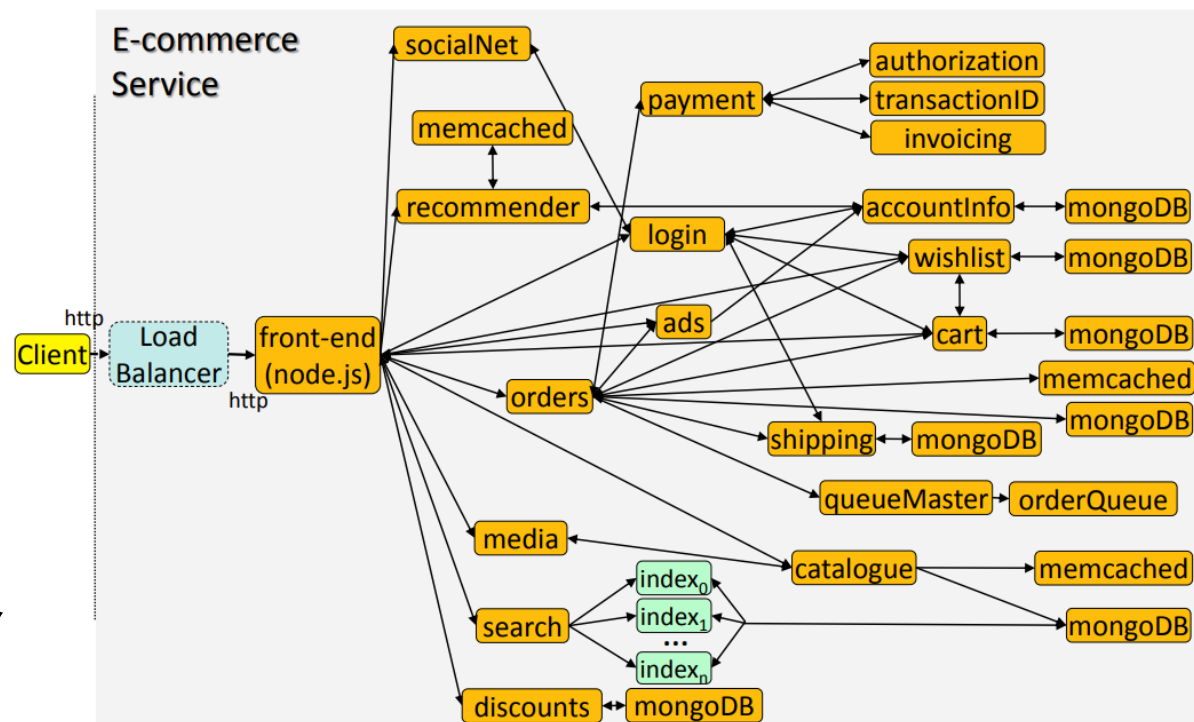 E-commerce
Service
socialNet
authorization
payment
transactionID
memcached
invoicing
recommender
accountInfo
mongoDB
login
wishlist
mongoDB
http
ads
Client
Load
Balancer
front-end
(node.js)
cart
mongoDB
http
orders
memcached
mongoDB
shipping
mongoDB
queueMaster
orderQueue
media
catalogue
memcached
index0
search
index1
mongoDB
...
indexn
discounts
mongoDB